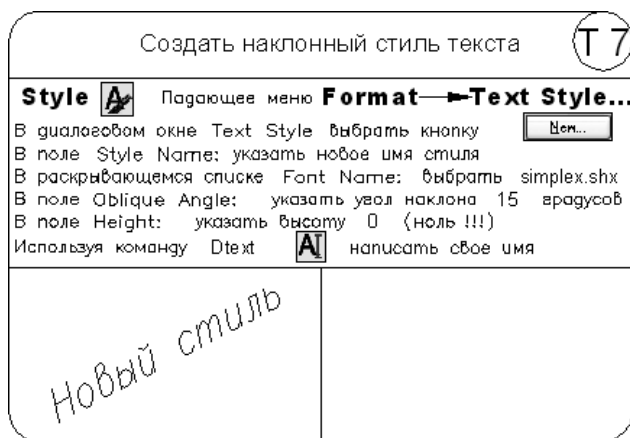 Создать наклонный стиль текста
Т 7
Style Падающее меню Format Text Style...
В диалоговом окне Text Style выбрать кнопку New...
В поле Style Name: указать новое имя стиля
В раскрывающемся списке Font Name: выбрать simplex.shx
В поле Oblique Angle: указать угол наклона 15 градусов
В поле Height: указать высоту 0 (ноль !!!)
Используя команду Dtext написать свое имя
Новый стиль